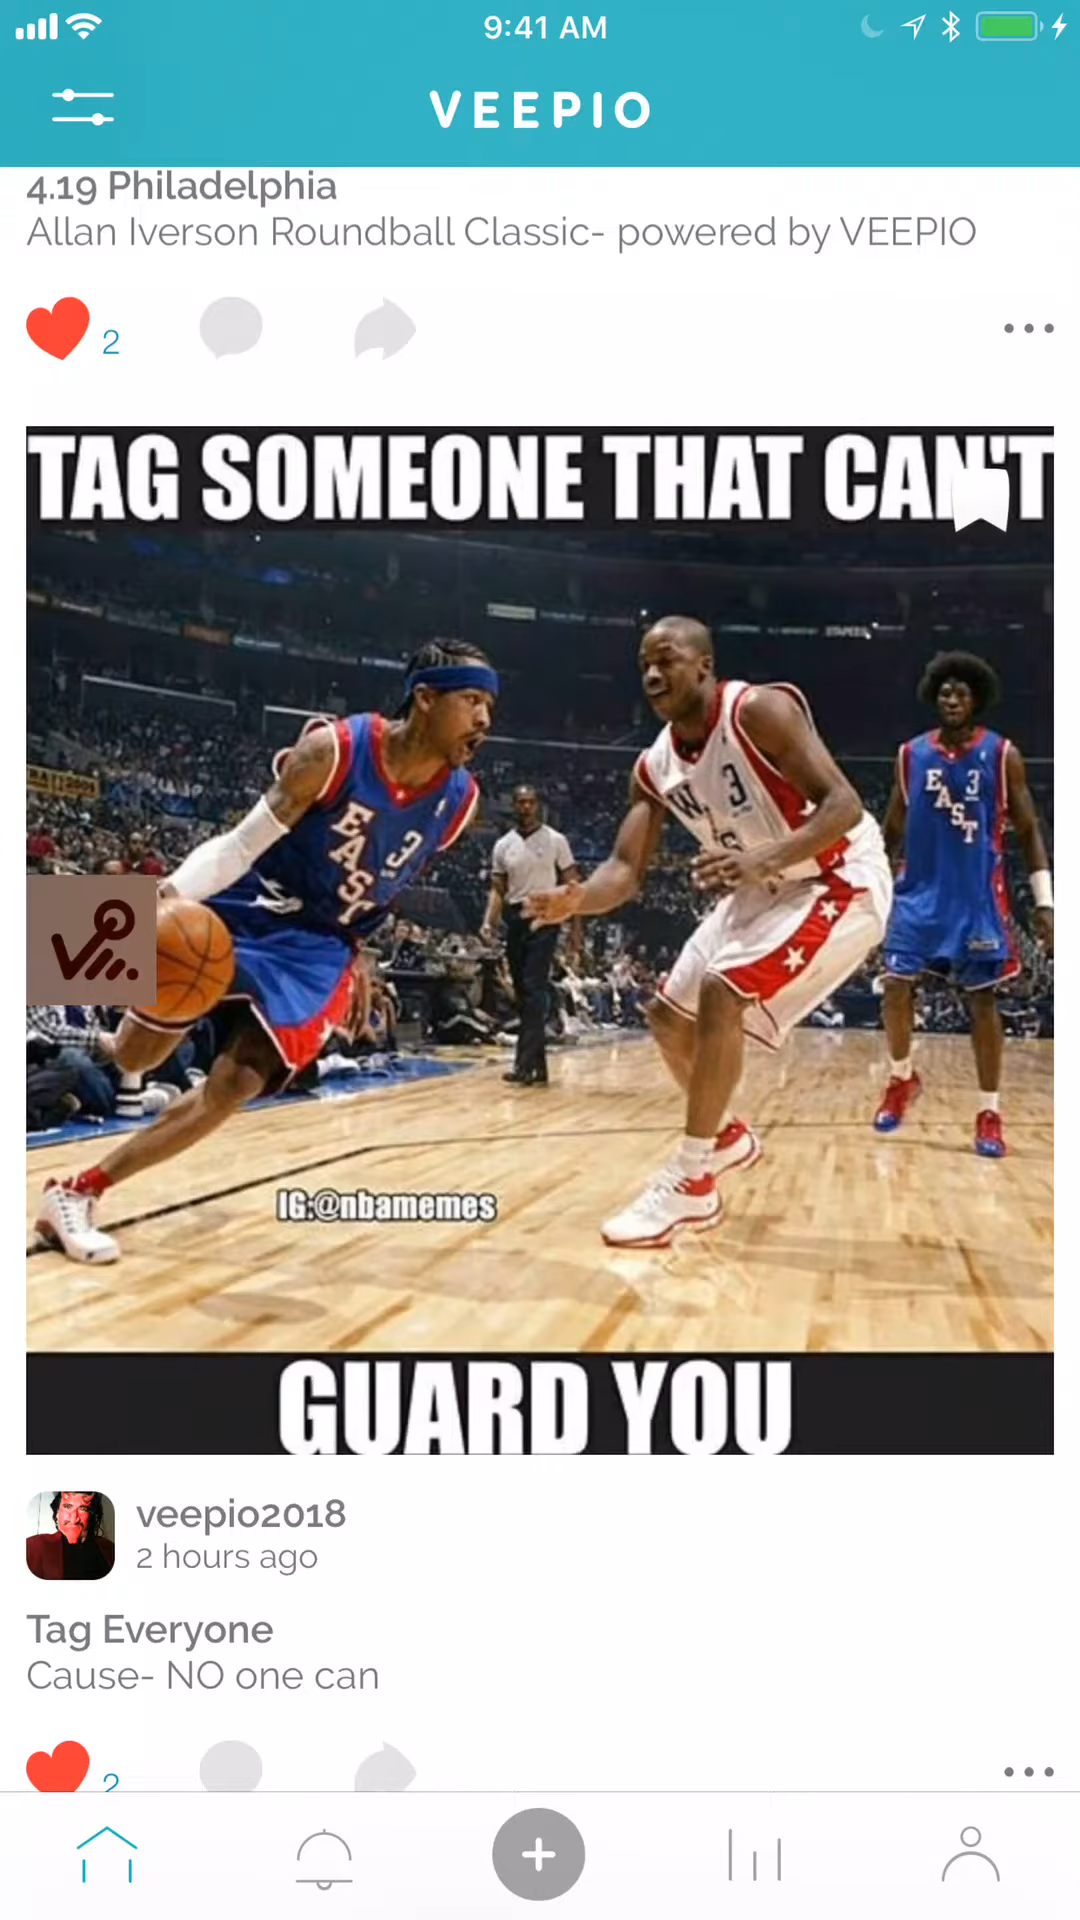 9:41 AM
VEEPIO
4.19 Philadelphia
Allan Iverson Roundball Classic- powered by VEEPIO
2
TAG SOMEONE THAT CAN'T
EAST 3
3
EAST 3
IG:@nbamemes
GUARD YOU
veepio2018
2 hours ago
Tag Everyone
Cause- NO one can
2